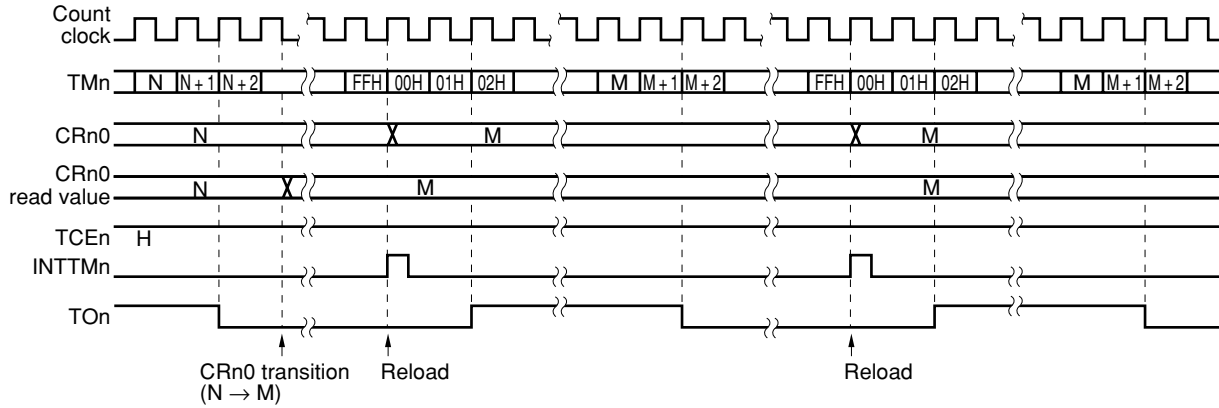 Count
clock
TMn N N + 1 N + 2 FFH 00H 01H 02H M M + 1 M + 2 FFH 00H 01H 02H M M + 1 M + 2
CRn0 N M M
CRn0
read value N M M
TCEn H
INTTMn
TOn
CRn0 transition Reload Reload
(N → M)